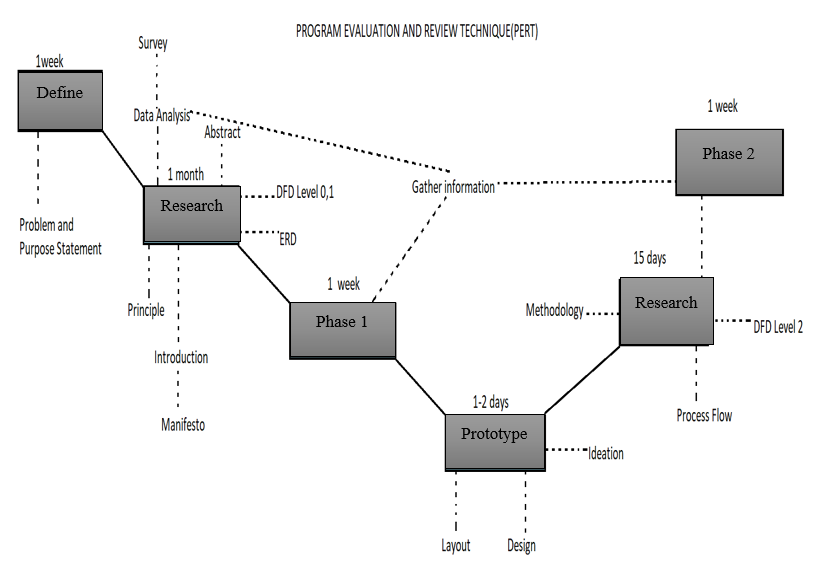 PROGRAM EVALUATION AND REVIEW TECHNIQUE(PERT)
Survey
1week
Define
Data Analysis
Abstract
1 month
Research
DFD Level 0,1
ERD
Problem and
Purpose Statement
Principle
Introduction
Manifesto
Gather information
1 week
Phase 1
1-2 days
Prototype
Ideation
Layout
Design
1 week
Phase 2
15 days
Research
Methodology
DFD Level 2
Process Flow